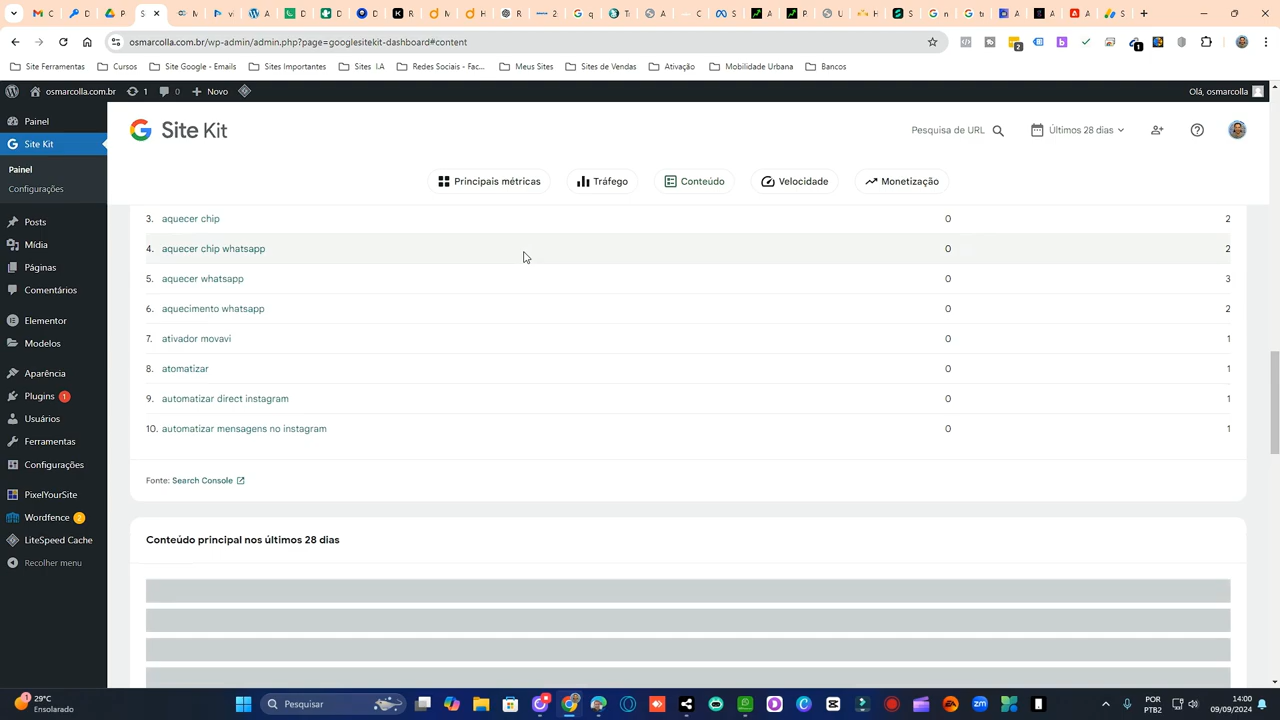 osmarcolla.com.br/wp-admin/admin.php?page=googlesitekit-dashboard#content
Site Ferramentas
Cursos
Site Google - Emails
Sites Importantes
Sites I.A
Redes Sociais - Fac...
Meus Sites
Sites de Vendas
Ativação
Mobilidade Urbana
Bancos
osmarcolla.com.br 1 0 Novo
Olá, osmarcolla
Painel
Site Kit
Painel
Configurações
Posts
Mídia
Páginas
Comentários
Elementor
Modelos
Aparência
Plugins 1
Usuários
Ferramentas
Configurações
PixelYourSite
Wordfence 2
LiteSpeed Cache
Recolher menu
G Site Kit
Pesquisa de URL
Últimos 28 dias
Principais métricas
Tráfego
Conteúdo
Velocidade
Monetização
3. aquecer chip 0 2
4. aquecer chip whatsapp 0 2
5. aquecer whatsapp 0 3
6. aquecimento whatsapp 0 2
7. ativador movavi 0 1
8. atomatizar 0 1
9. automatizar direct instagram 0 1
10. automatizar mensagens no instagram 0 1
Fonte: Search Console
Conteúdo principal nos últimos 28 dias
1
29°C
Ensolarado
Pesquisar
POR
PTB2
14:00
09/09/2024